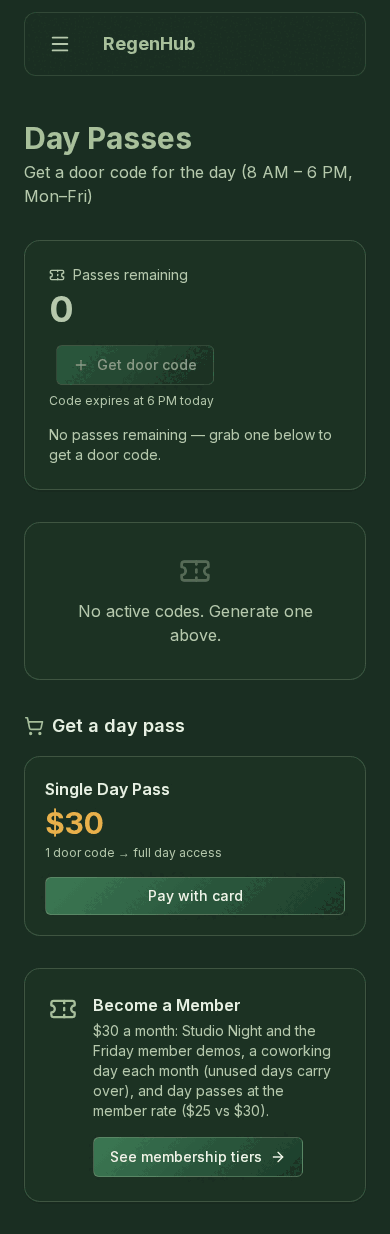 RegenHub
Day Passes
Get a door code for the day (8 AM – 6 PM,
Mon–Fri)
Passes remaining
0
Get door code
Code expires at 6 PM today
No passes remaining — grab one below to
get a door code.
No active codes. Generate one
above.
Get a day pass
Single Day Pass
$30
1 door code → full day access
Pay with card
Become a Member
$30 a month: Studio Night and the
Friday member demos, a coworking
day each month (unused days carry
over), and day passes at the
member rate ($25 vs $30).
See membership tiers →